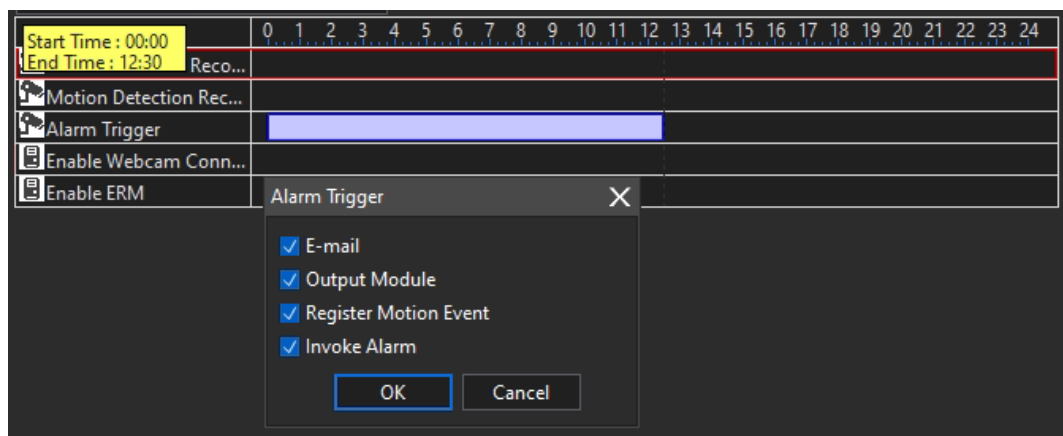 Start Time : 00:00
End Time : 12:30
0 1 2 3 4 5 6 7 8 9 10 11 12 13 14 15 16 17 18 19 20 21 22 23 24
Reco...
Motion Detection Rec...
Alarm Trigger
Enable Webcam Conn...
Enable ERM
Alarm Trigger
E-mail
Output Module
Register Motion Event
Invoke Alarm
OK Cancel